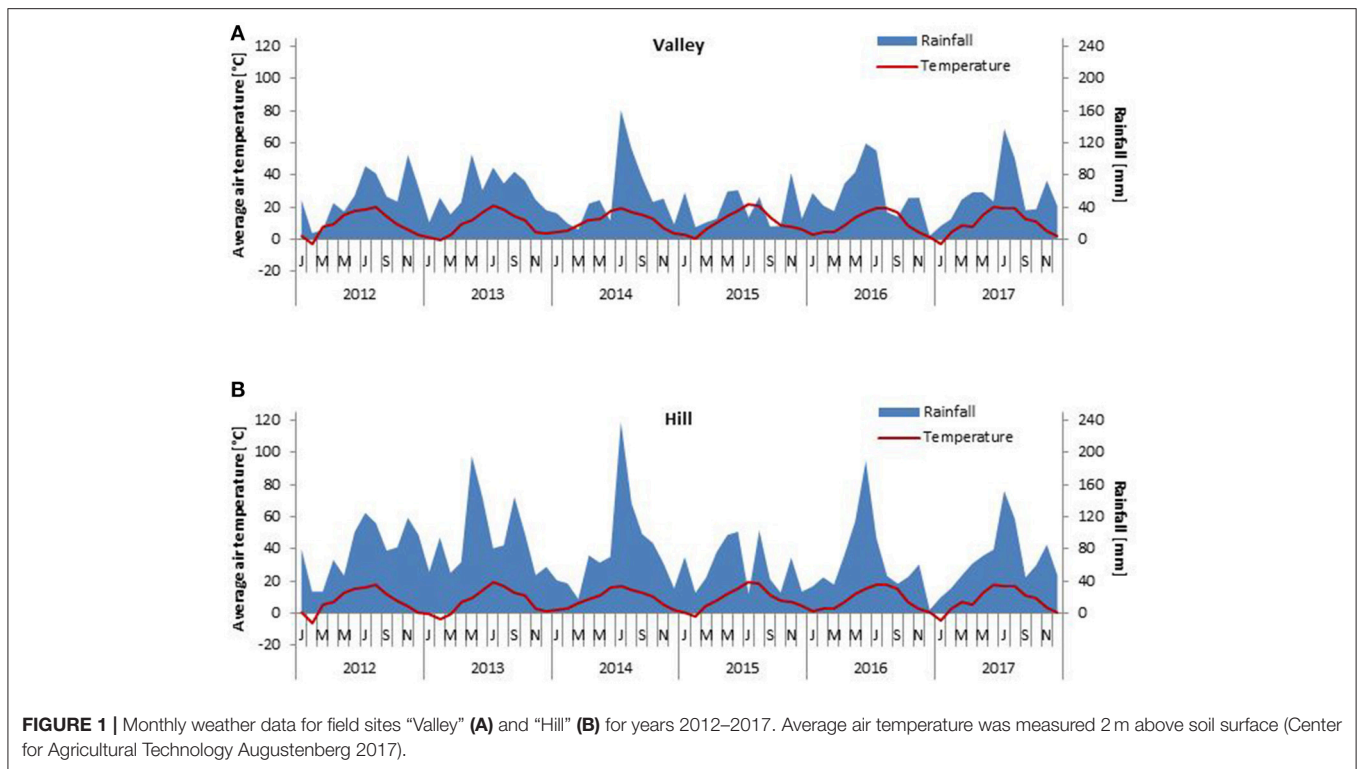 A
Valley
Rainfall
Temperature
Average air temperature [°C]
120
100
80
60
40
20
0
-20
240
200
160
120
80
40
0
Rainfall [mm]
J M M J S N J M M J S N J M M J S N J M M J S N J M M J S N J M M J S N
2012 2013 2014 2015 2016 2017
B
Hill
Rainfall
Temperature
Average air temperature [°C]
120
100
80
60
40
20
0
-20
240
200
160
120
80
40
0
Rainfall [mm]
J M M J S N J M M J S N J M M J S N J M M J S N J M M J S N J M M J S N
2012 2013 2014 2015 2016 2017
FIGURE 1 | Monthly weather data for field sites “Valley” (A) and “Hill” (B) for years 2012–2017. Average air temperature was measured 2 m above soil surface (Center
for Agricultural Technology Augustenberg 2017).